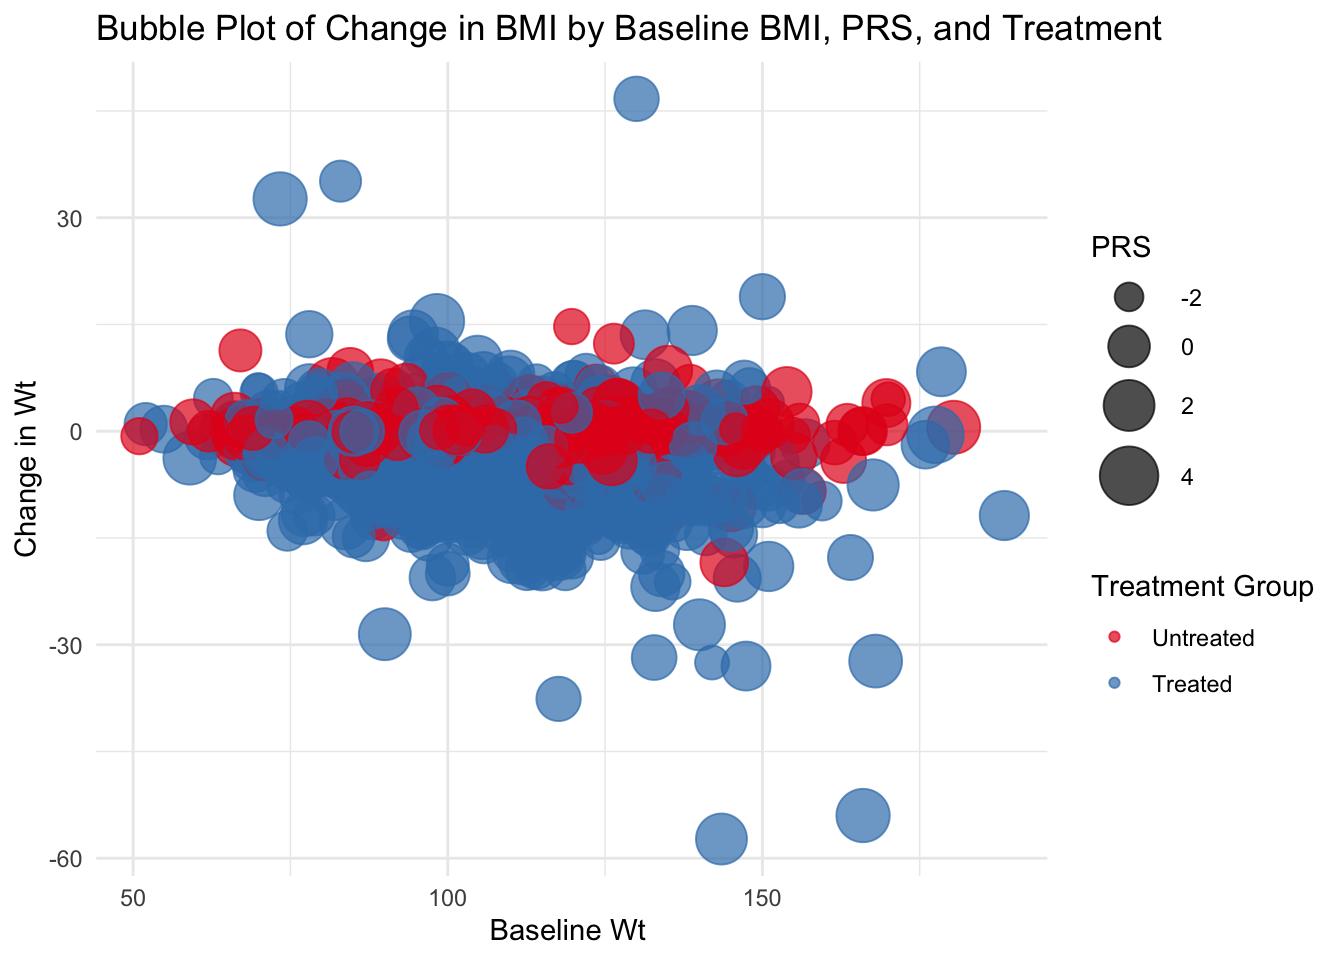 Bubble Plot of Change in BMI by Baseline BMI, PRS, and Treatment
Change in Wt
30
0
-30
-60
50
100
150
Baseline Wt
PRS
-2
0
2
4
Treatment Group
Untreated
Treated